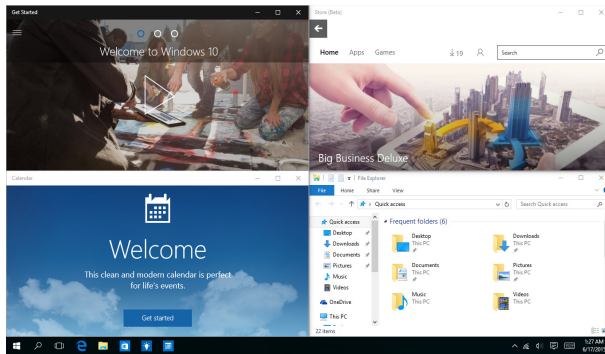 Get Started
Welcome to Windows 10
Store (Beta)
Home Apps Games
19
Search
Big Business Deluxe
Calendar
Welcome
This clean and modern calendar is perfect
for life's events.
Get started
File Explorer
File Home Share View
Quick access
Search Quick access
Quick access
Desktop
Downloads
Documents
Pictures
Music
Videos
OneDrive
This PC
Frequent folders (6)
Desktop
This PC
Downloads
This PC
Documents
This PC
Pictures
This PC
Music
This PC
Videos
This PC
22 items
1:27 AM